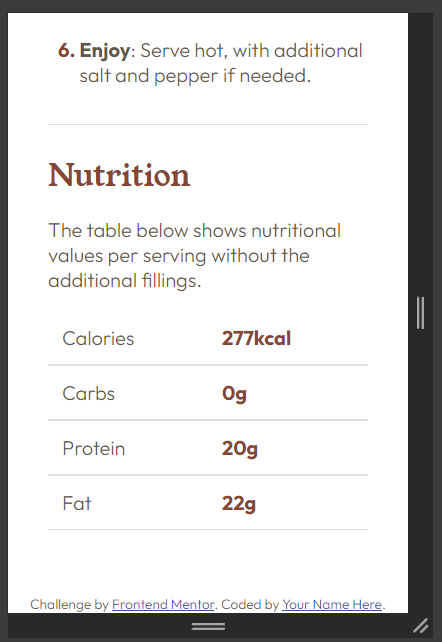 6. Enjoy: Serve hot, with additional
salt and pepper if needed.
Nutrition
The table below shows nutritional
values per serving without the
additional fillings.
Calories 277kcal
Carbs 0g
Protein 20g
Fat 22g
Challenge by Frontend Mentor. Coded by Your Name Here.